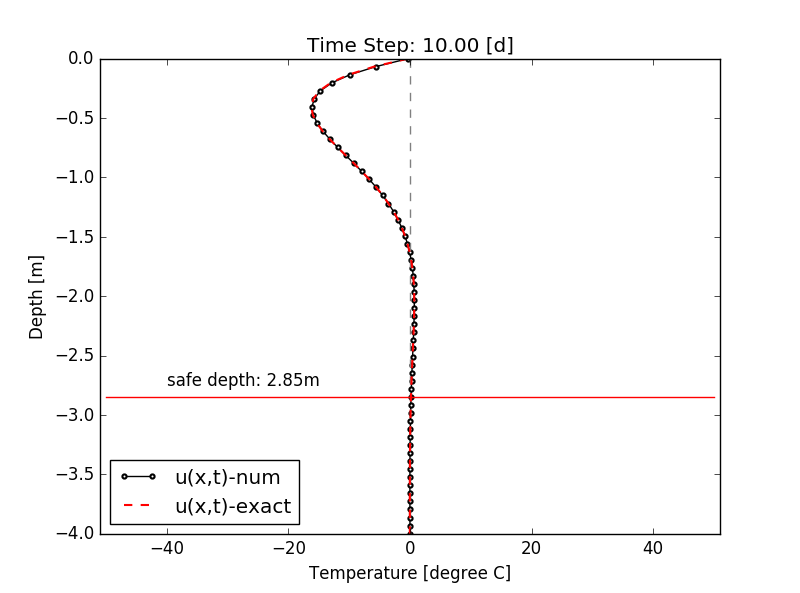 Time Step: 10.00 [d]
0.0
−0.5
−1.0
−1.5
−2.0
−2.5
−3.0
−3.5
−4.0
Depth [m]
safe depth: 2.85m
u(x,t)-num
u(x,t)-exact
−40
−20
0
20
40
Temperature [degree C]